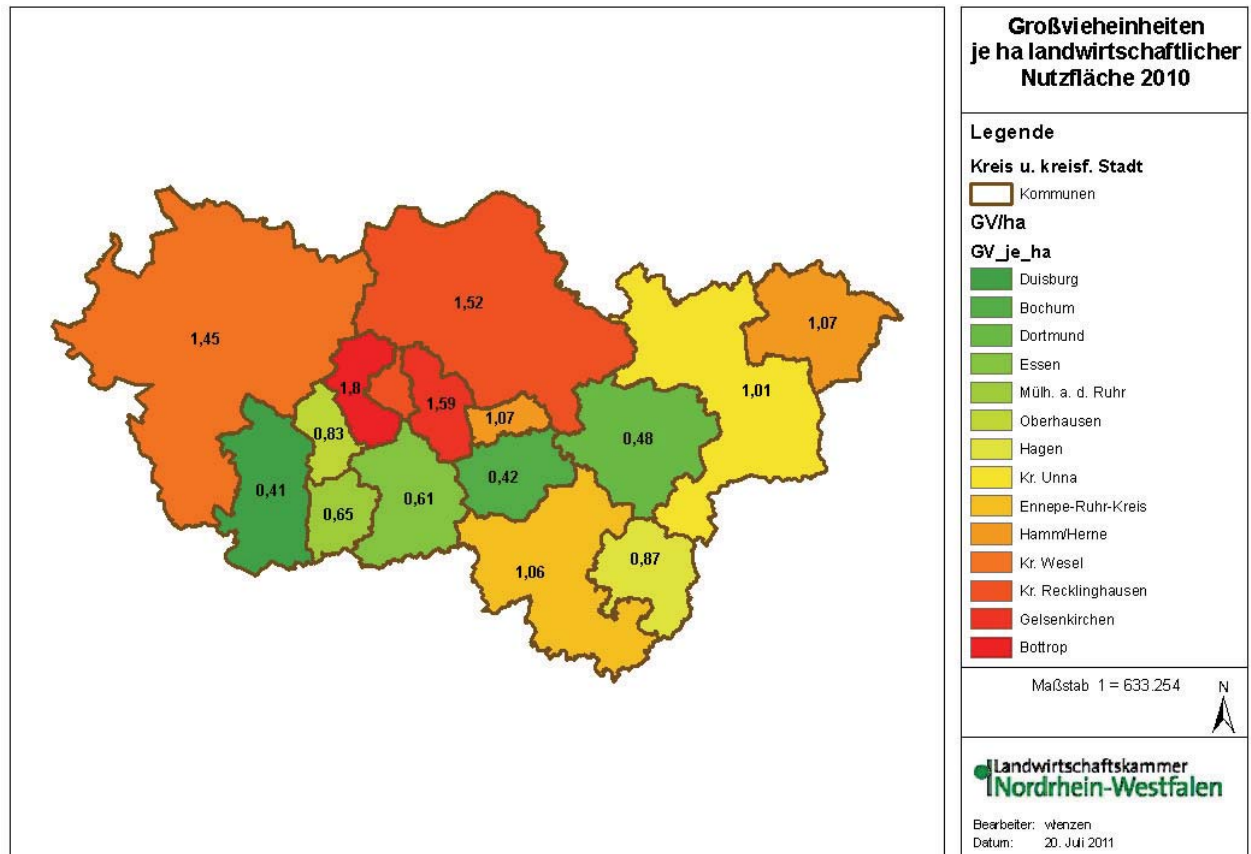 Großvieheinheiten
je ha landwirtschaftlicher
Nutzfläche 2010
Legende
Kreis u. kreisf. Stadt
Kommunen
GV/ha
GV_je_ha
Duisburg
Bochum
Dortmund
Essen
Mülh. a. d. Ruhr
Oberhausen
Hagen
Kr. Unna
Ennepe-Ruhr-Kreis
Hamm/Herne
Kr. Wesel
Kr. Recklinghausen
Gelsenkirchen
Bottrop
Maßstab 1 = 633.254
N
Landwirtschaftskammer
Nordrhein-Westfalen
Bearbeiter: wlenzen
Datum: 20. Juli 2011
1,52
1,07
1,45
1,8
1,59
1,01
1,07
0,83
0,48
0,42
0,41
0,61
0,65
0,87
1,06